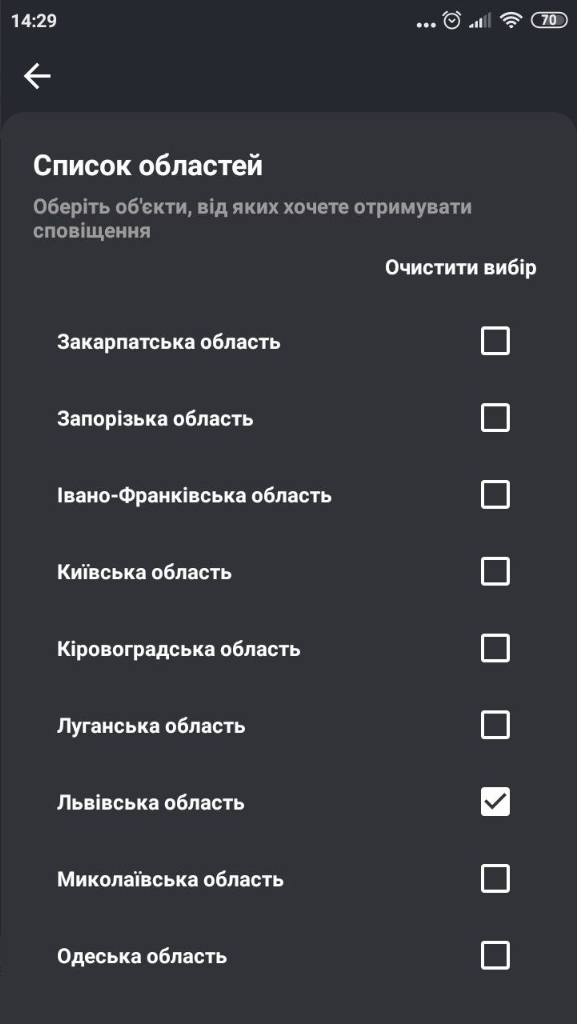 14:29
70
Список областей
Оберіть об'єкти, від яких хочете отримувати
сповіщення
Очистити вибір
Закарпатська область
Запорізька область
Івано-Франківська область
Київська область
Кіровоградська область
Луганська область
Львівська область
Миколаївська область
Одеська область